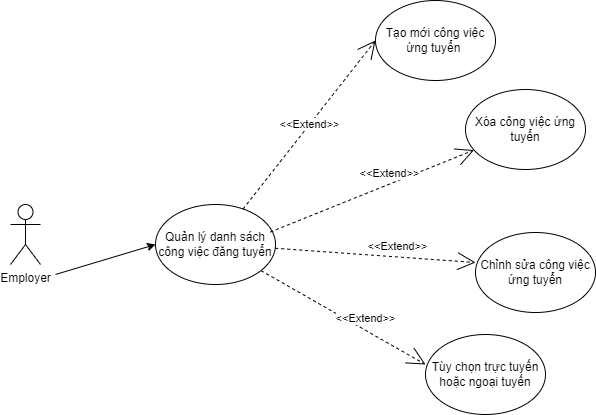 Tạo mới công việc
ứng tuyển
<<Extend>>
Xóa công việc ứng
tuyển
<<Extend>>
Quản lý danh sách
công việc đăng tuyển
Employer
<<Extend>>
Chỉnh sửa công việc
ứng tuyển
<<Extend>>
Tùy chọn trực tuyến
hoặc ngoại tuyến